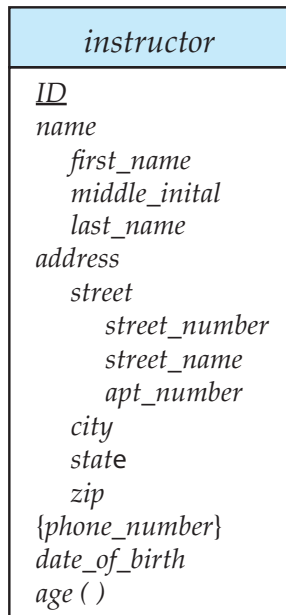 instructor
ID
name
first_name
middle_inital
last_name
address
street
street_number
street_name
apt_number
city
state
zip
{phone_number}
date_of_birth
age ( )